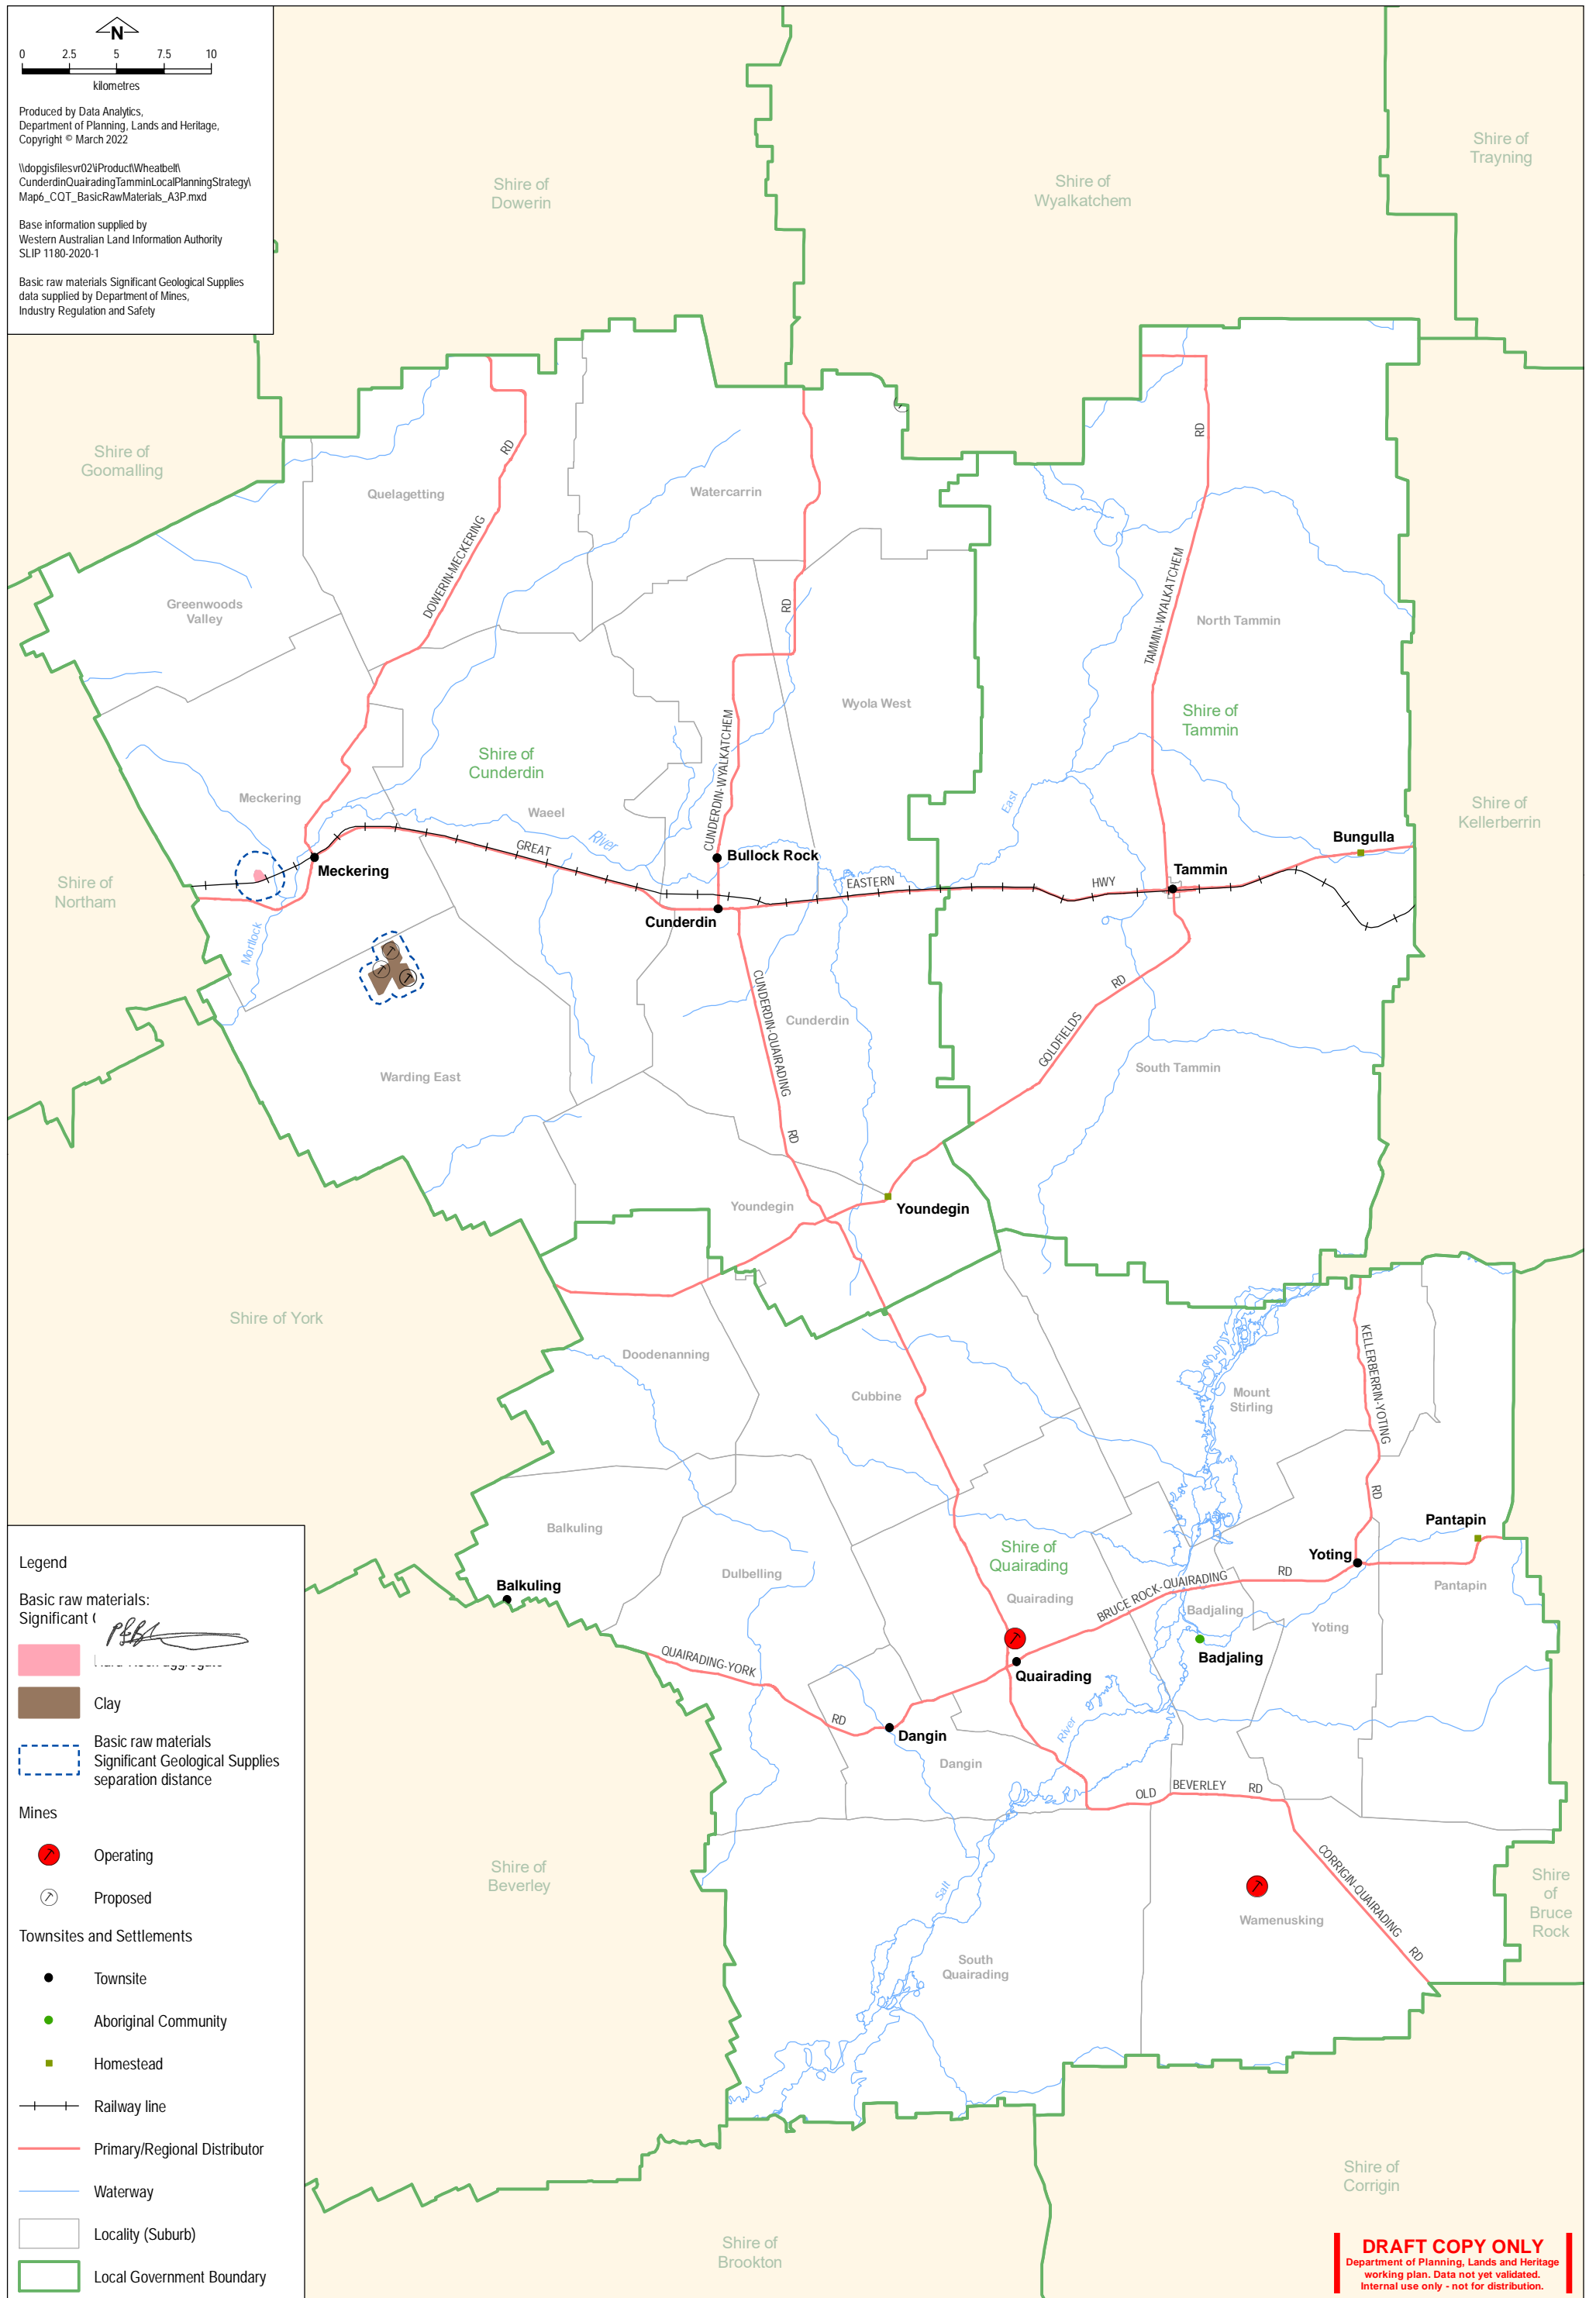 N
0 2.5 5 7.5 10
kilometres
Produced by Data Analytics,
Department of Planning, Lands and Heritage,
Copyright © March 2022
\\dopgisfilesvr02\iProduct\Wheatbelt\
CunderdinQuairadingTamminLocalPlanningStrategy\
Map6_CQT_BasicRawMaterials_A3P.mxd
Base information supplied by
Western Australian Land Information Authority
SLIP 1180-2020-1
Basic raw materials Significant Geological Supplies
data supplied by Department of Mines,
Industry Regulation and Safety
Shire of
Dowerin
Shire of
Wyalkatchem
Shire of
Trayning
Shire of
Goomalling
Quelagetting
Watercarrin
RD
RD
DOWERIN-MECKERING
Greenwoods
Valley
RD
TAMMIN-WYALKATCHEM
North Tammin
Wyola West
Shire of
Tammin
Shire of
Cunderdin
CUNDERDIN-WYALKATCHEM
Meckering
Waeel
East
Shire of
Kellerberrin
River
GREAT
Bungulla
Bullock Rock
Meckering
Tammin
EASTERN
HWY
Shire of
Northam
Cunderdin
Mortlock
CUNDERDIN-QUAIRADING
RD
GOLDFIELDS
Cunderdin
South Tammin
Warding East
RD
Youndegin
Youndegin
Shire of York
Doodenanning
KELLERBERRIN-YOTING
RD
Cubbine
Mount
Stirling
Pantapin
Balkuling
Shire of
Quairading
Yoting
Dulbelling
Balkuling
BRUCE ROCK-QUAIRADING
RD
Pantapin
Quairading
Badjaling
Yoting
Badjaling
QUAIRADING-YORK
RD
Quairading
River
Dangin
Dangin
OLD
BEVERLEY
RD
Shire of
Beverley
Salt
CORRIGIN-QUAIRADING
RD
Wamenusking
Shire
of
Bruce
Rock
South
Quairading
Shire of
Corrigin
Shire of
Brookton
Legend
Basic raw materials:
Significant
Clay
Basic raw materials
Significant Geological Supplies
separation distance
Mines
Operating
Proposed
Townsites and Settlements
Townsite
Aboriginal Community
Homestead
Railway line
Primary/Regional Distributor
Waterway
Locality (Suburb)
Local Government Boundary
DRAFT COPY ONLY
Department of Planning, Lands and Heritage
working plan. Data not yet validated.
Internal use only - not for distribution.